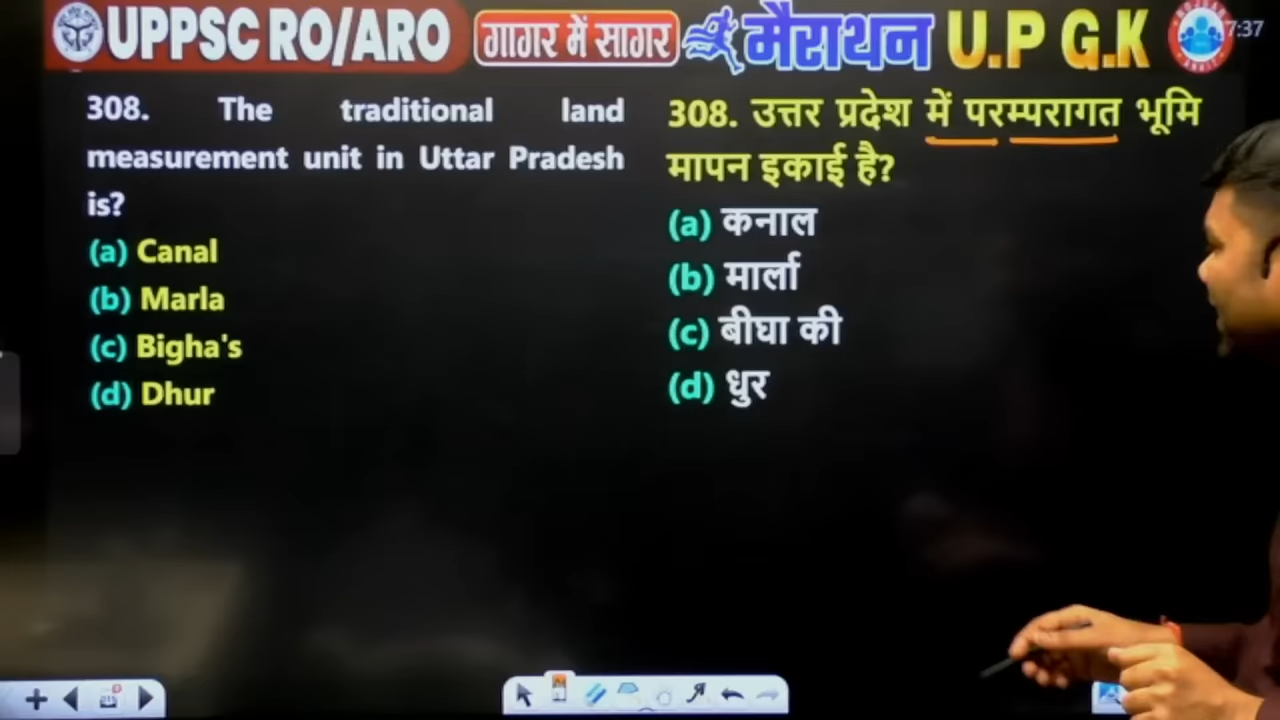 UPPSC RO/ARO गागर में सागर मैराथन U.P G.K
7:37
308. The traditional land
measurement unit in Uttar Pradesh
is?
(a) Canal
(b) Marla
(c) Bigha's
(d) Dhur
308. उत्तर प्रदेश में परम्परागत भूमि
मापन इकाई है?
(a) कनाल
(b) मार्ला
(c) बीघा की
(d) धुर